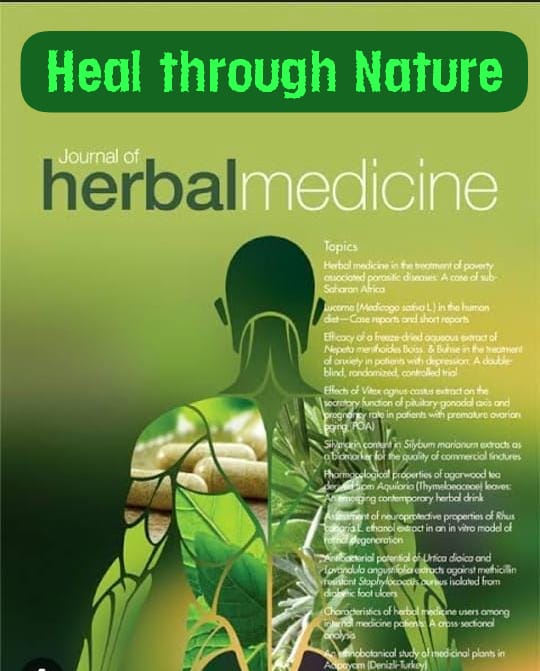 Heal through Nature
Journal of
herbalmedicine
Topics
Herbal medicine in the treatment of poverty
associated parasitic diseases: A case of sub-
Saharan Africa
Lucerne (Medicago sativa L.) in the human
diet—Case reports and short reports
Efficacy of a freeze-dried aqueous extract of
Nepeta menthoides Boiss. & Buhse in the treatment
of anxiety in patients with depression: A double-
blind, randomized, controlled trial
Effects of Vitex agnus-castus extract on the
secretory function of pituitary-gonadal axis and
pregnancy rate in patients with premature ovarian
aging (POA)
Silymarin content in Silybum marianum extracts as
a biomarker for the quality of commercial tinctures
Pharmacological properties of agarwood tea
derived from Aquilaria (Thymelaeaceae) leaves:
An emerging contemporary herbal drink
Assessment of neuroprotective properties of Rhus
coriaria L. ethanol extract in an in vitro model of
retinal degeneration
Antibacterial potential of Urtica dioica and
Lavandula angustifolia extracts against methicillin
resistant Staphylococcus aureus isolated from
diabetic foot ulcers
Characteristics of herbal medicine users among
internal medicine patients: A cross-sectional
analysis
An ethnobotanical study of medicinal plants in
Acıpayam (Denizli-Turkey)